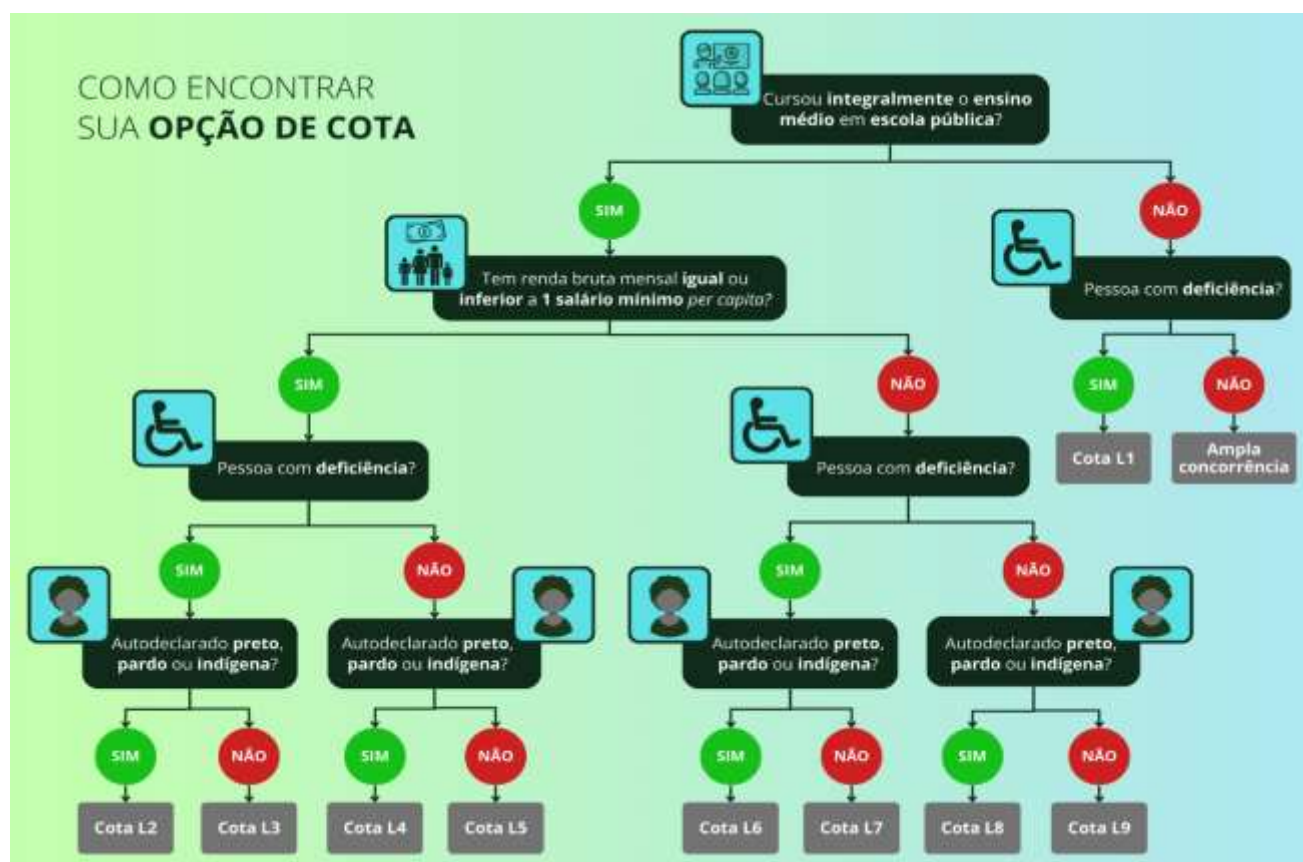 COMO ENCONTRAR
SUA OPÇÃO DE COTA
Cursou integralmente o ensino
médio em escola pública?
SIM
NÃO
Tem renda bruta mensal igual ou
inferior a 1 salário mínimo per capita?
Pessoa com deficiência?
SIM
NÃO
SIM
NÃO
Pessoa com deficiência?
Pessoa com deficiência?
Cota L1
Ampla
concorrência
SIM
NÃO
SIM
NÃO
Autodeclarado preto,
pardo ou indígena?
Autodeclarado preto,
pardo ou indígena?
Autodeclarado preto,
pardo ou indígena?
Autodeclarado preto,
pardo ou indígena?
SIM
NÃO
SIM
NÃO
SIM
NÃO
SIM
NÃO
Cota L2
Cota L3
Cota L4
Cota L5
Cota L6
Cota L7
Cota L8
Cota L9